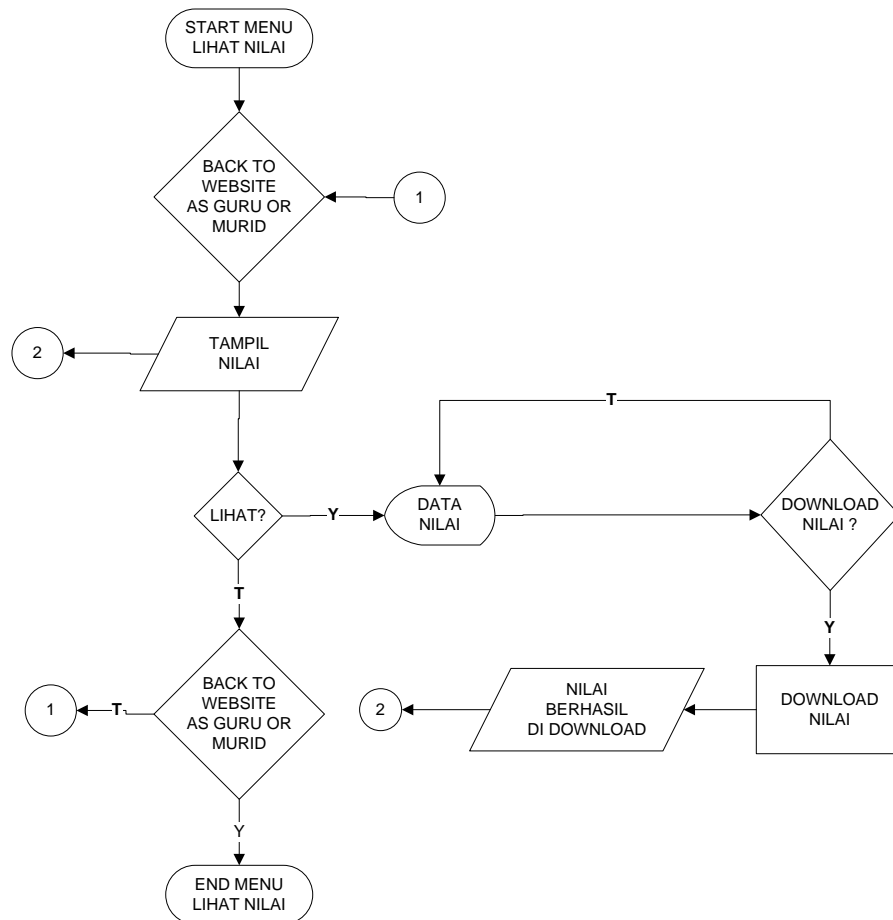 START MENU
LIHAT NILAI
BACK TO
WEBSITE
AS GURU OR
MURID
1
TAMPIL
NILAI
2
T
LIHAT?
Y
DATA
NILAI
DOWNLOAD
NILAI ?
T
Y
BACK TO
WEBSITE
AS GURU OR
MURID
T
1
2
NILAI
BERHASIL
DI DOWNLOAD
DOWNLOAD
NILAI
Y
END MENU
LIHAT NILAI